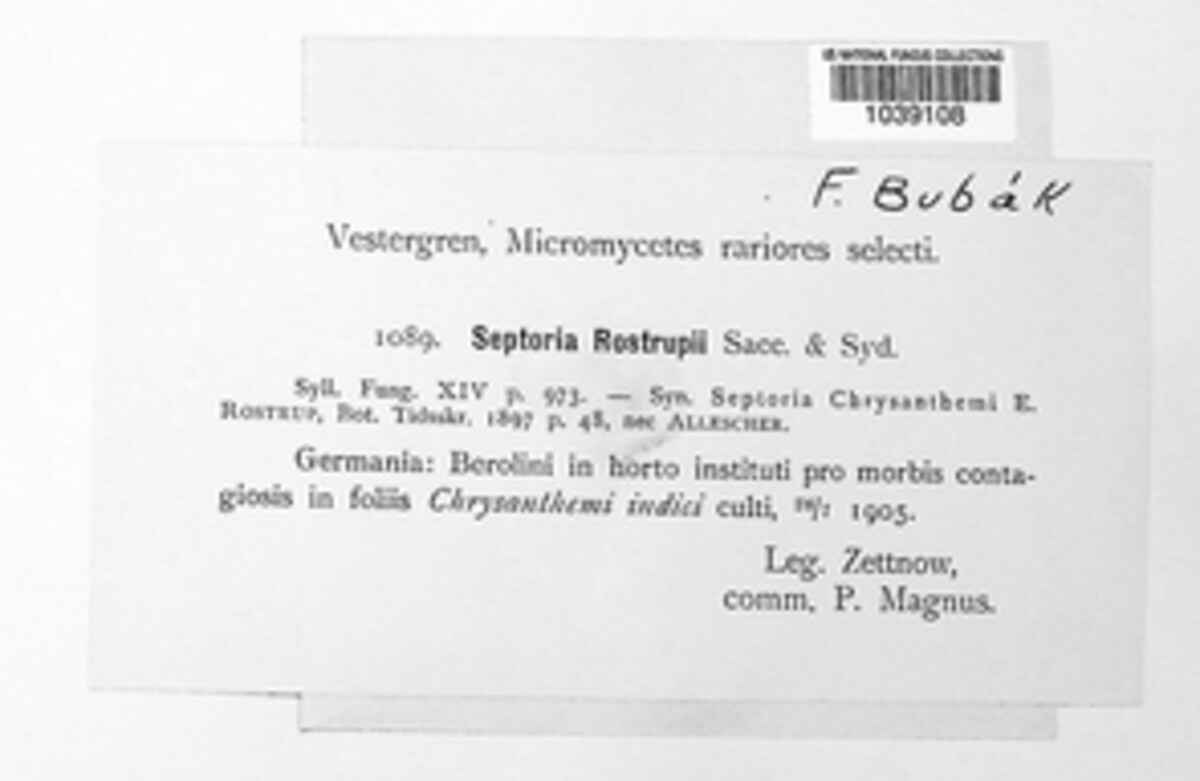 US NATIONAL FUNGUS COLLECTIONS
1039108
F. Bubák
Vestergren, Micromycetes rariores selecti.
1089. Septoria Rostrupii Sacc. & Syd.
Syll. Fung. XIV p. 973. — Syn. Septoria Chrysanthemi E.
ROSTRUP, Bot. Tidsskr. 1897 p. 48, nec ALLESCHER.
Germania: Berolini in horto instituti pro morbis conta-
giosis in foliis Chrysanthemi indici culti, 1905.
Leg. Zettnow,
comm. P. Magnus.